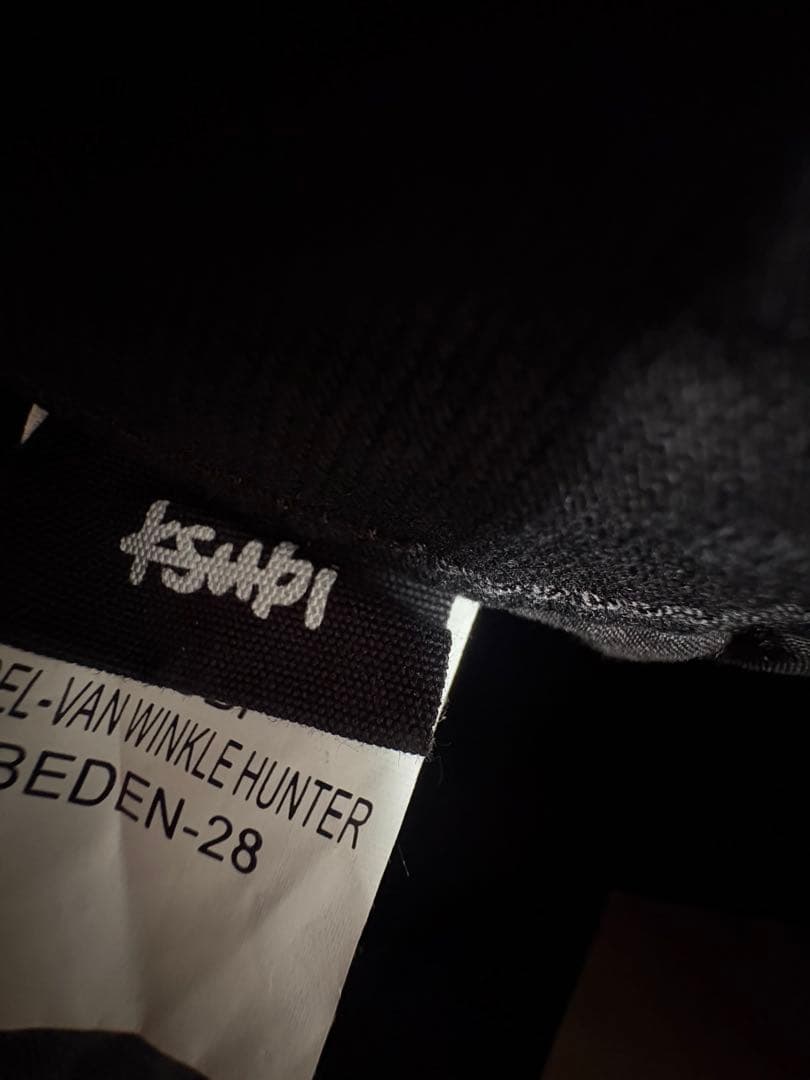 ksubi
EL-VAN WINKLE HUNTER
BEDEN-28